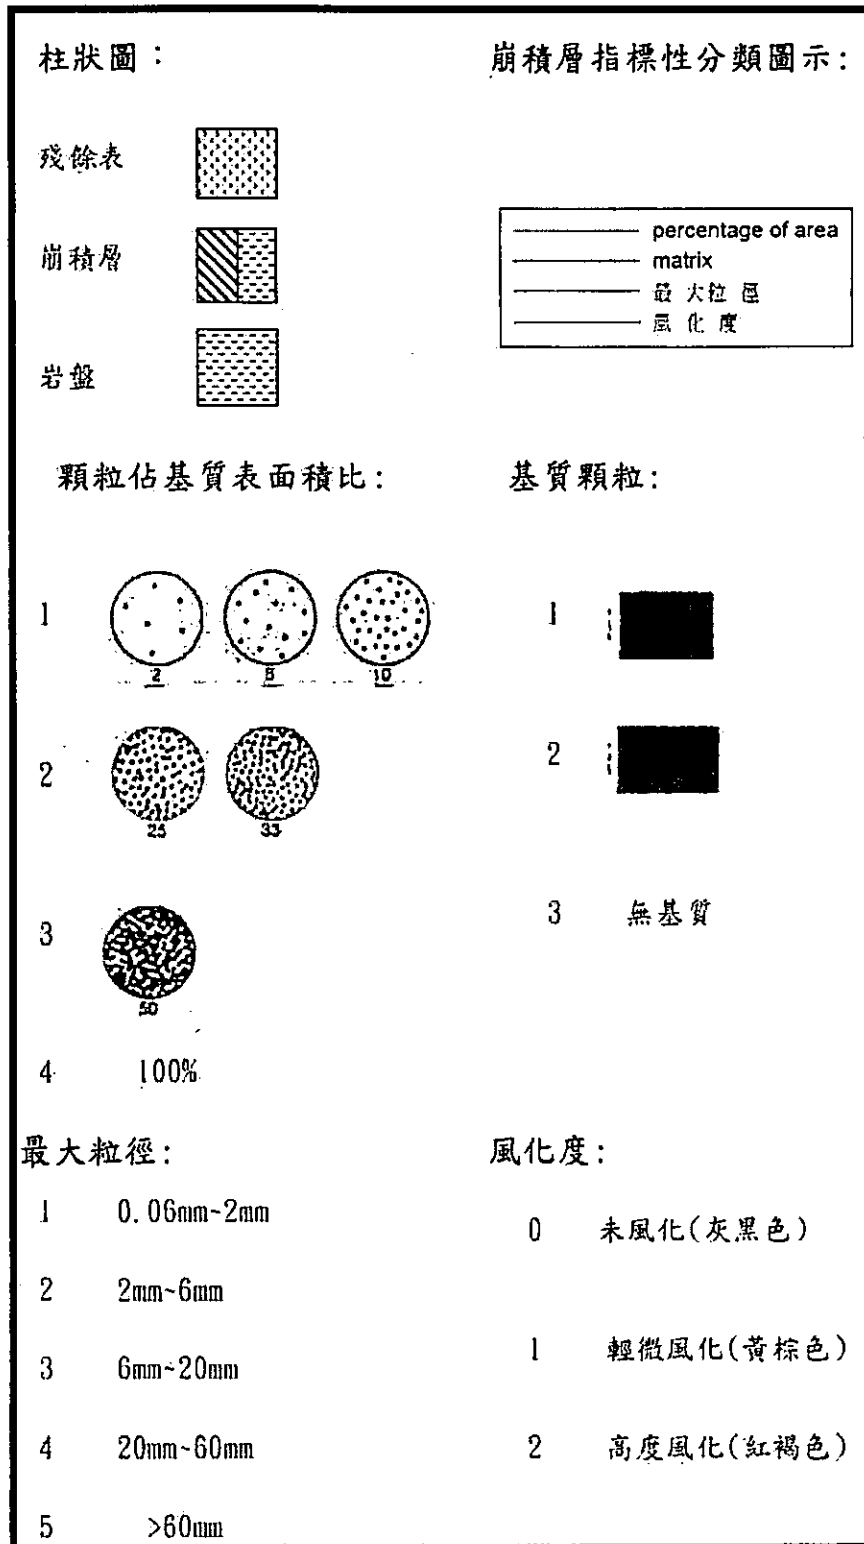 柱狀圖：
殘餘表
崩積層
岩盤
崩積層指標性分類圖示:
percentage of area
matrix
最大粒徑
風化度
顆粒佔基質表面積比:
1
2 5 10
2
25 33
3
50
4 100%
基質顆粒:
1
2
3 無基質
最大粒徑:
1 0.06mm~2mm
2 2mm~6mm
3 6mm~20mm
4 20mm~60mm
5 >60mm
風化度:
0 未風化(灰黑色)
1 輕微風化(黃棕色)
2 高度風化(紅褐色)